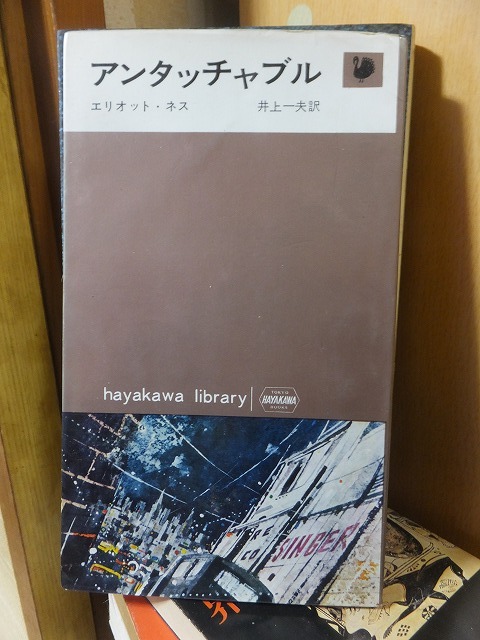 アンタッチャブル
エリオット・ネス 井上一夫訳
hayakawa library
TOKYO
HAYAKAWA
BOOKS
SINGER